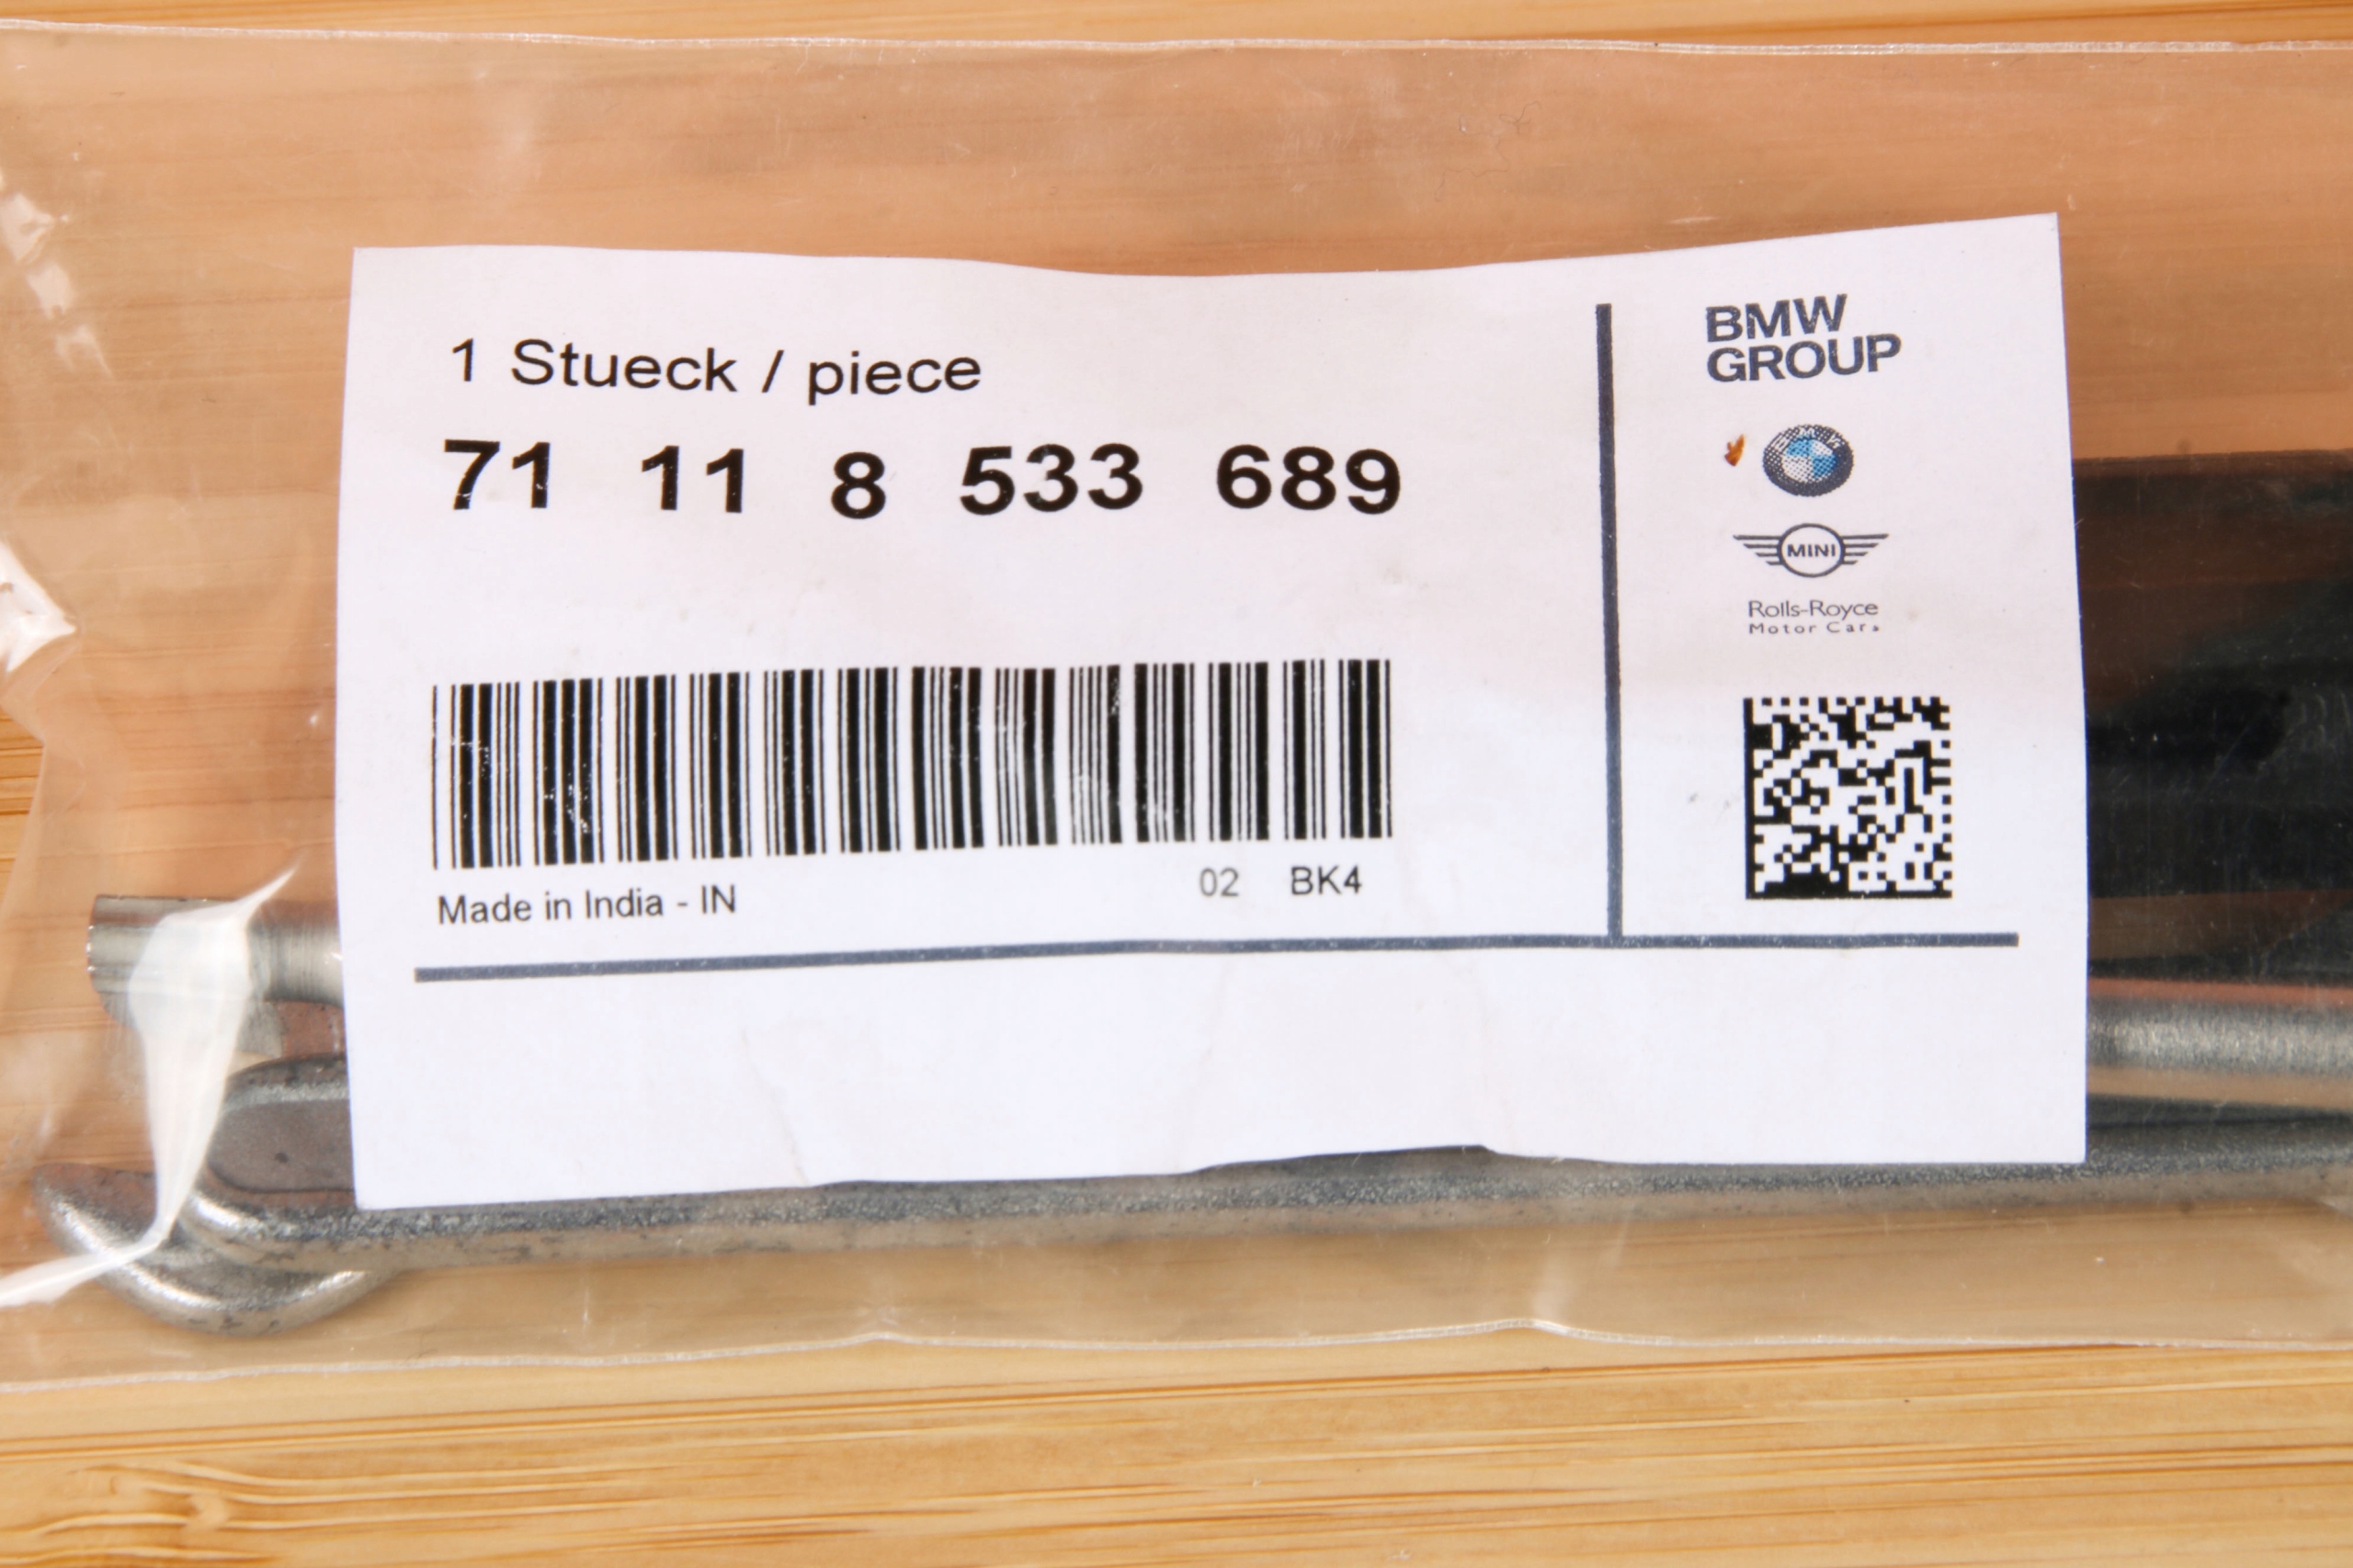 1 Stueck / piece
71 11 8 533 689
Made in India - IN
02 BK4
BMW
GROUP
BMW
MINI
Rolls-Royce
Motor Cars